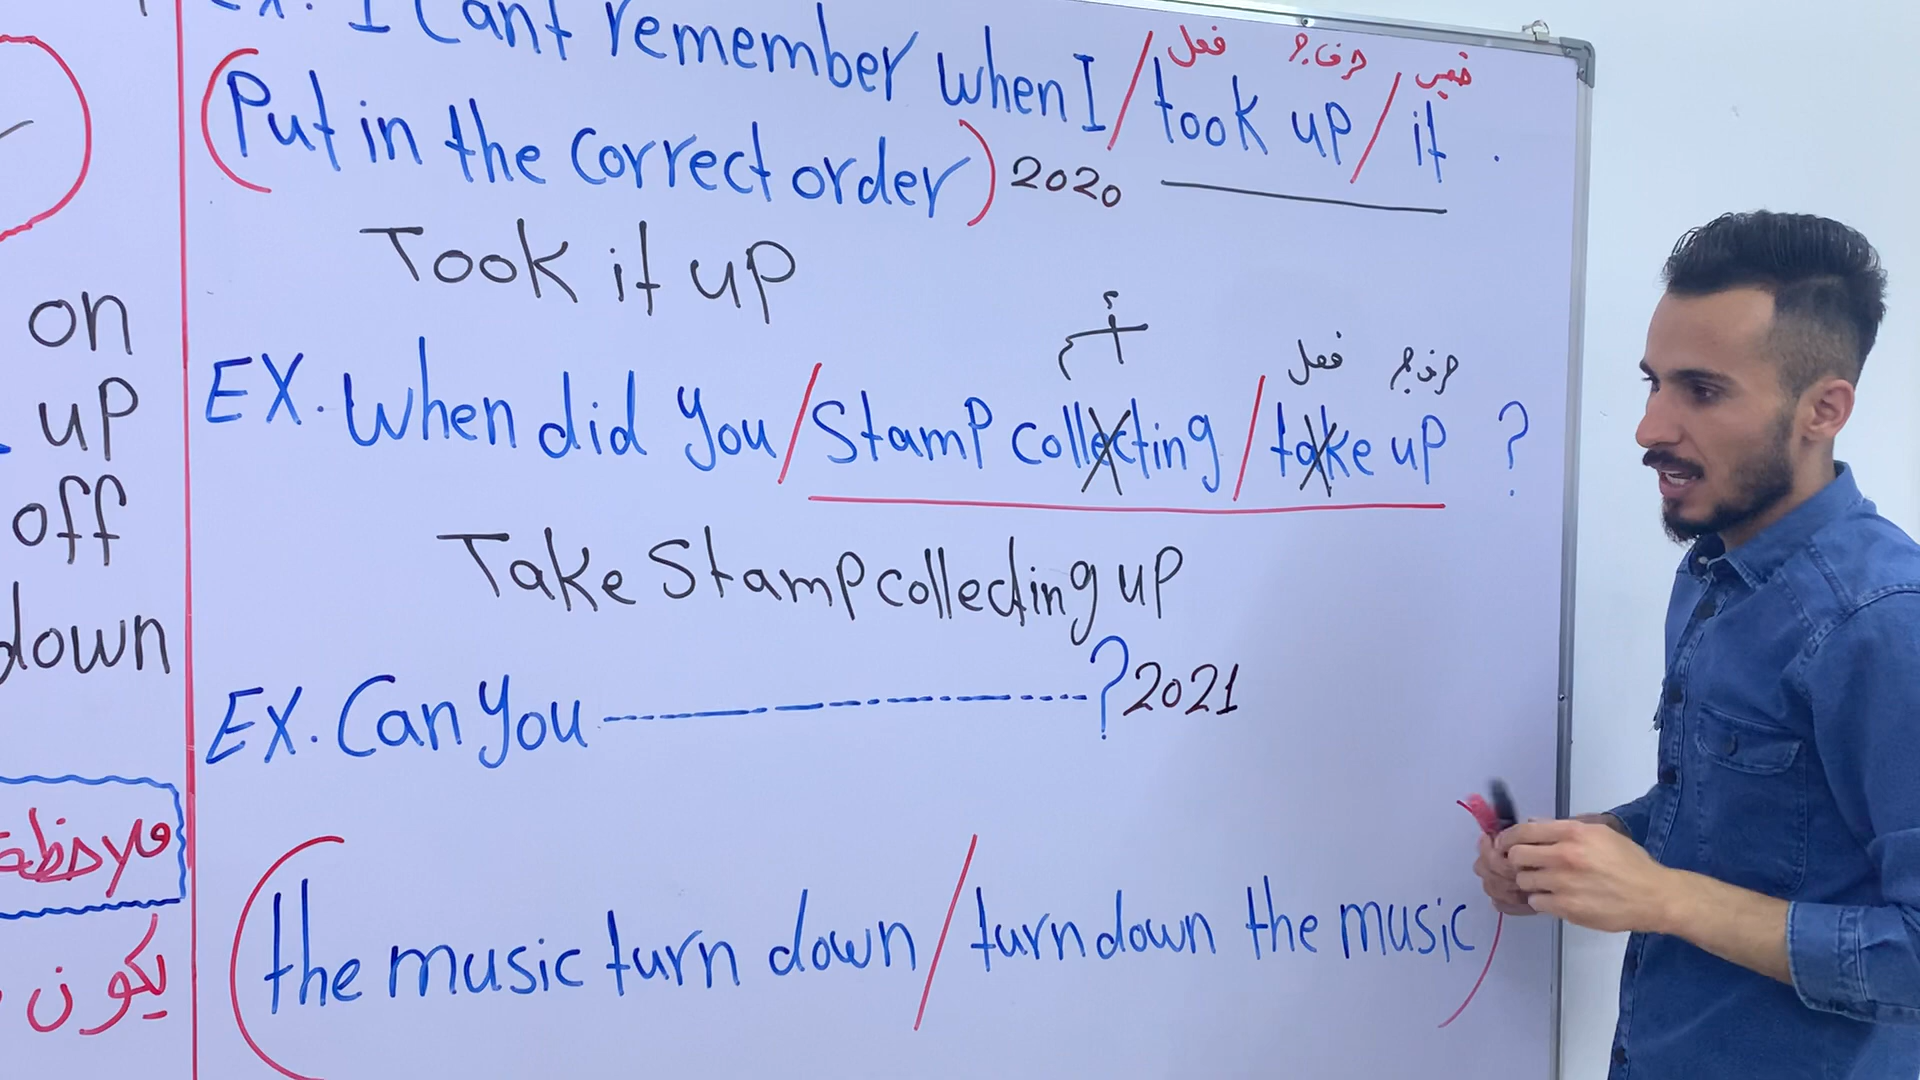 EX. I Cant remember when I / took up / it .
فعل حرف جر ضمير
(Put in the correct order) 2020
Took it up
فعل حرف جر
EX. When did you / Stamp collecting / take up ?
Take Stamp collecting up
EX. Can you ---------------- ? 2021
(the music turn down / turn down the music)
on
up
off
down
ملاحظة
يكون